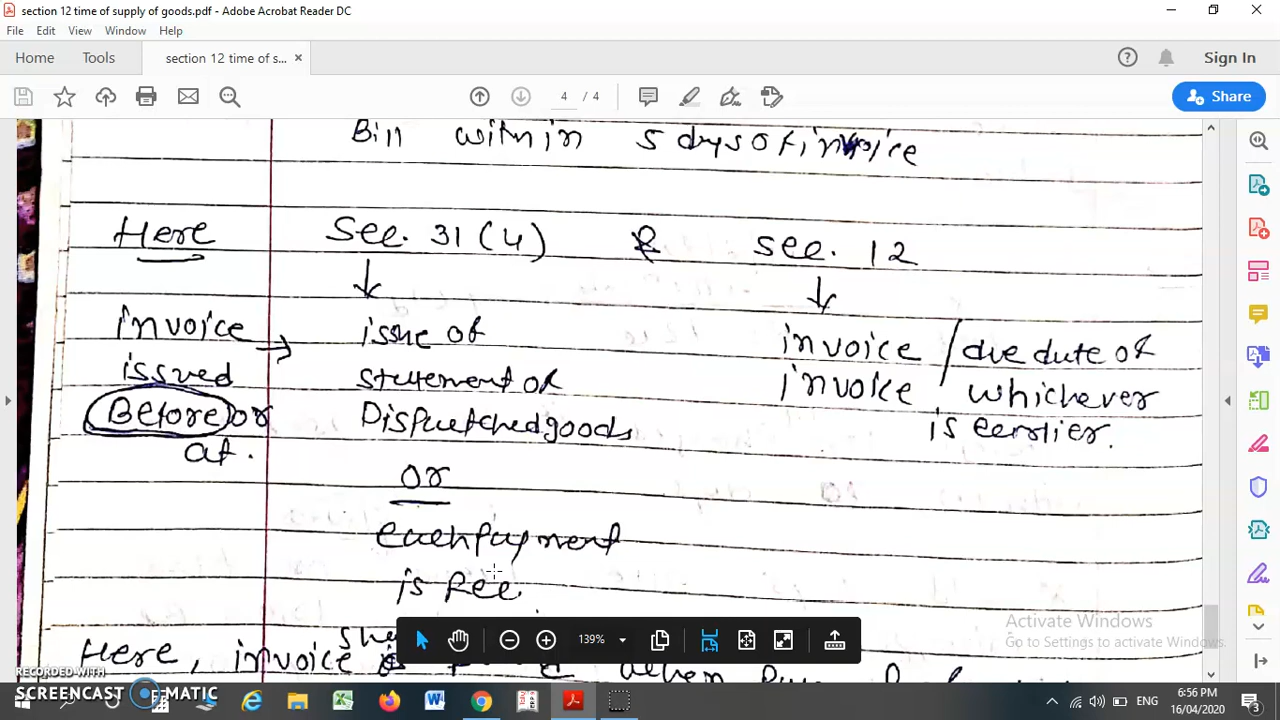 section 12 time of supply of goods.pdf - Adobe Acrobat Reader DC
File Edit View Window Help
Home Tools section 12 time of s... × Sign In
4 / 4 Share
Bill within 5 days of invoice
Here Sec. 31(4) & sec. 12
invoice → issue of invoice / due date of
issued statement of invoice whichever
Before or Dispatched goods is earlier.
at.
or
each payment
is Rec.
139%
Activate Windows
Go to Settings to activate Windows.
Here, invoice when
RECORDED WITH
SCREENCAST MATIC
ENG
6:56 PM
16/04/2020
3